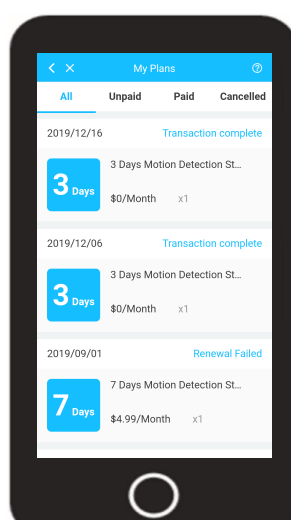 My Plans
All Unpaid Paid Cancelled
2019/12/16 Transaction complete
3 Days
3 Days Motion Detection St...
$0/Month x1
2019/12/06 Transaction complete
3 Days
3 Days Motion Detection St...
$0/Month x1
2019/09/01 Renewal Failed
7 Days
7 Days Motion Detection St...
$4.99/Month x1